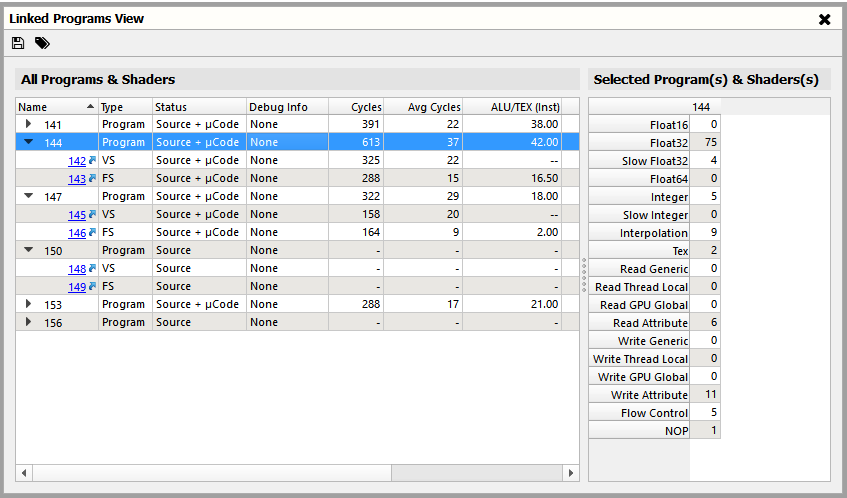 Linked Programs View
All Programs & Shaders
Name Type Status Debug Info Cycles Avg Cycles ALU/TEX (Inst)
141 Program Source + µCode None 391 22 38.00
144 Program Source + µCode None 613 37 42.00
142 VS Source + µCode None 325 22 --
143 FS Source + µCode None 288 15 16.50
147 Program Source + µCode None 322 29 18.00
145 VS Source + µCode None 158 20 --
146 FS Source + µCode None 164 9 2.00
150 Program Source None - - -
148 VS Source None - - -
149 FS Source None - - -
153 Program Source + µCode None 288 17 21.00
156 Program Source None - - -
Selected Program(s) & Shaders(s)
144
Float16 0
Float32 75
Slow Float32 4
Float64 0
Integer 5
Slow Integer 0
Interpolation 9
Tex 2
Read Generic 0
Read Thread Local 0
Read GPU Global 0
Read Attribute 6
Write Generic 0
Write Thread Local 0
Write GPU Global 0
Write Attribute 11
Flow Control 5
NOP 1